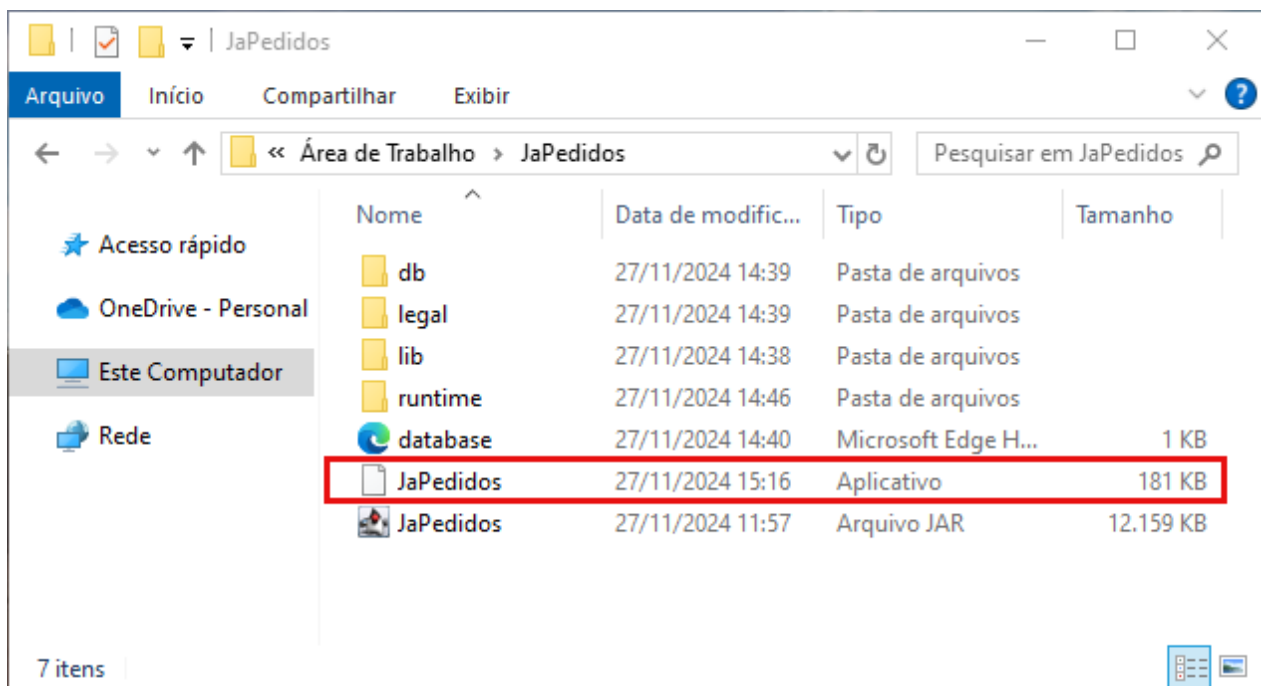 JaPedidos
Arquivo Início Compartilhar Exibir ?
« Área de Trabalho > JaPedidos Pesquisar em JaPedidos
Nome Data de modific... Tipo Tamanho
Acesso rápido
OneDrive - Personal
Este Computador
Rede
db 27/11/2024 14:39 Pasta de arquivos
legal 27/11/2024 14:39 Pasta de arquivos
lib 27/11/2024 14:38 Pasta de arquivos
runtime 27/11/2024 14:46 Pasta de arquivos
database 27/11/2024 14:40 Microsoft Edge H... 1 KB
JaPedidos 27/11/2024 15:16 Aplicativo 181 KB
JaPedidos 27/11/2024 11:57 Arquivo JAR 12.159 KB
7 itens